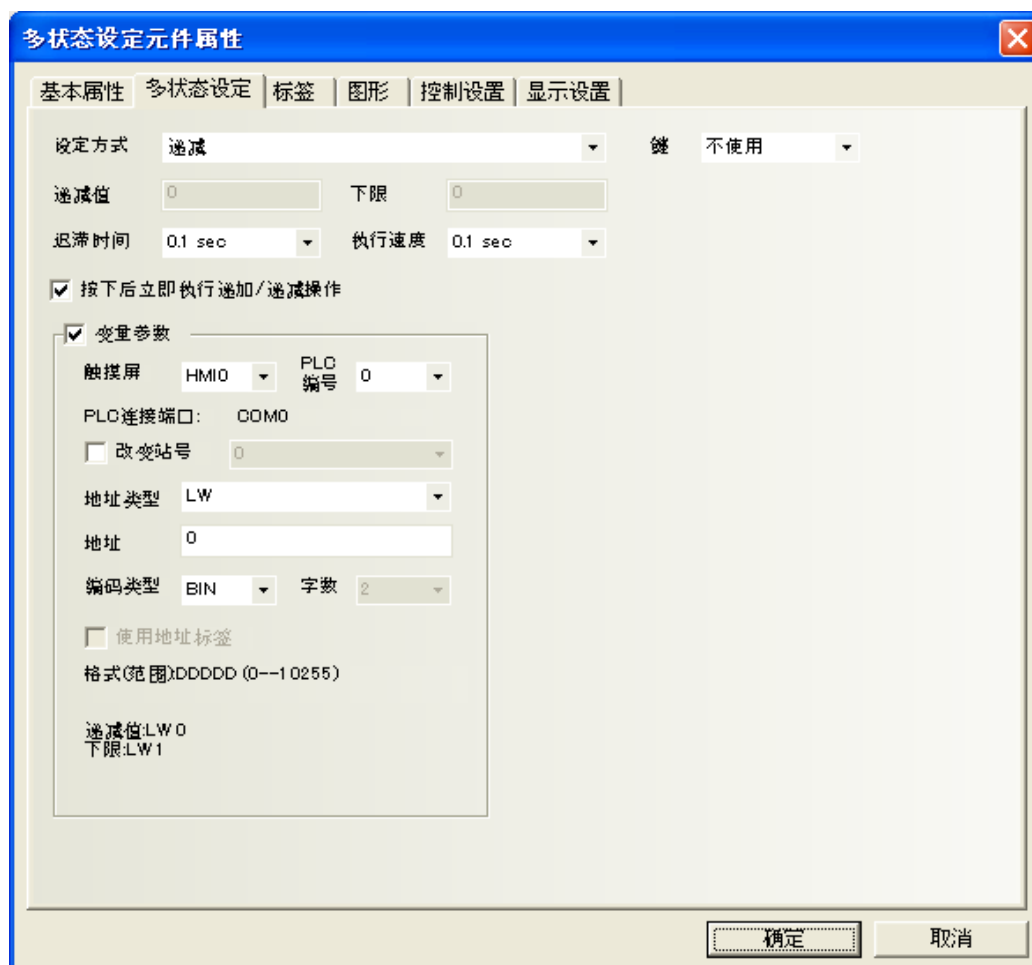 多状态设定元件属性
基本属性 多状态设定 标签 图形 控制设置 显示设置
设定方式 递减 键 不使用
递减值 0 下限 0
迟滞时间 0.1 sec 执行速度 0.1 sec
按下后立即执行递加/递减操作
变量参数
触摸屏 HMI0 PLC编号 0
PLC连接端口: COM0
改变站号 0
地址类型 LW
地址 0
编码类型 BIN 字数 2
使用地址标签
格式(范围):DDDDD (0--10255)
递减值:LW0
下限:LW1
确定 取消